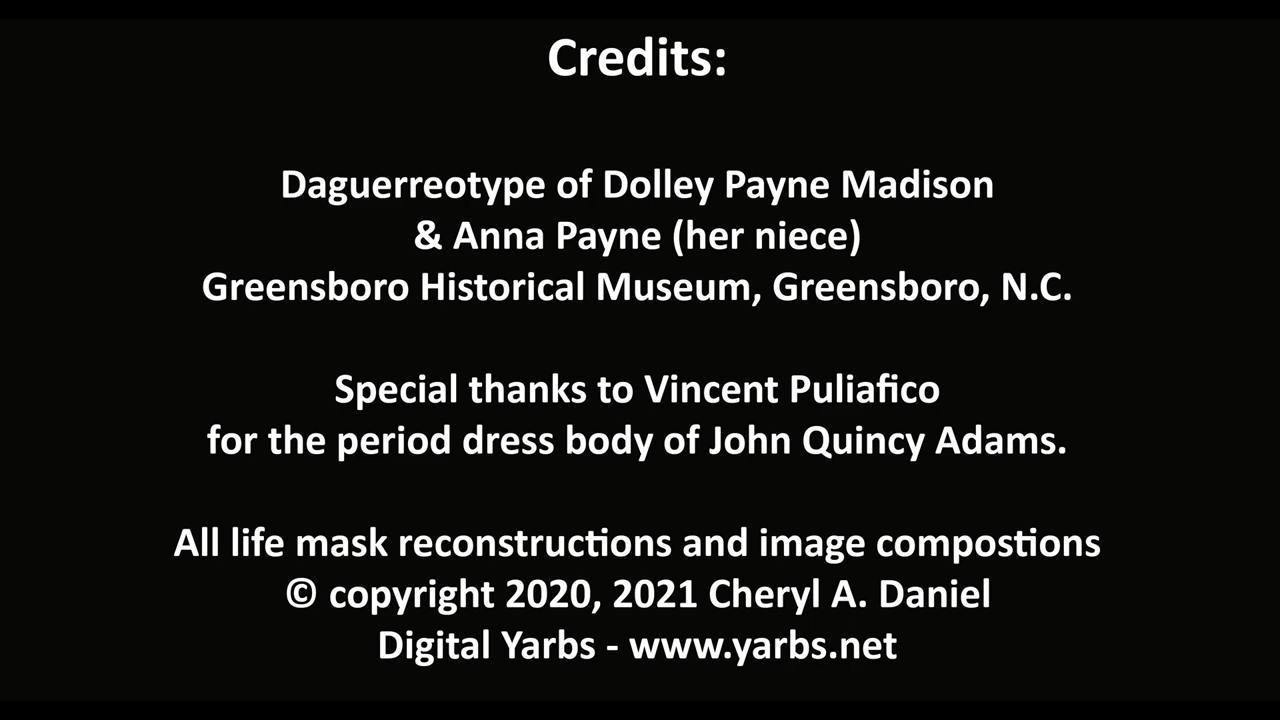 Credits:
Daguerreotype of Dolley Payne Madison
& Anna Payne (her niece)
Greensboro Historical Museum, Greensboro, N.C.
Special thanks to Vincent Puliafico
for the period dress body of John Quincy Adams.
All life mask reconstructions and image compostions
© copyright 2020, 2021 Cheryl A. Daniel
Digital Yarbs - www.yarbs.net